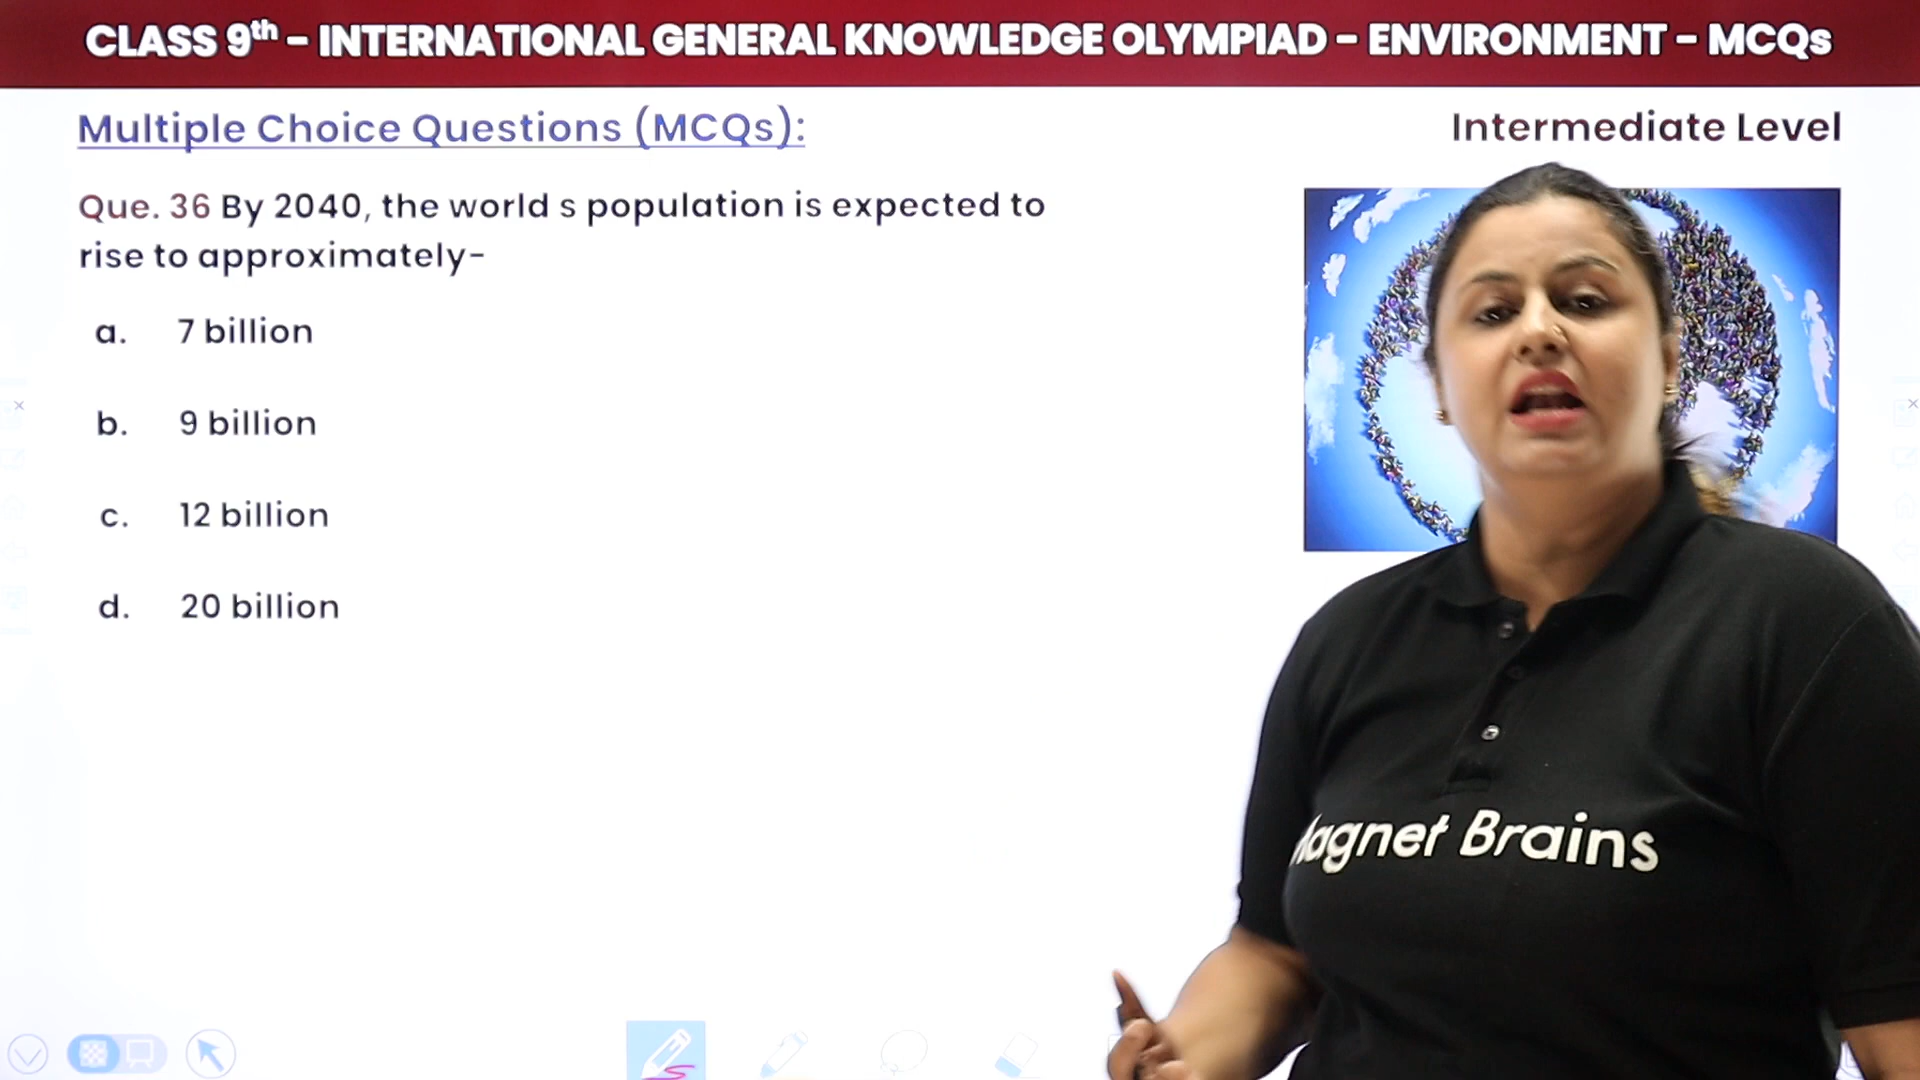 CLASS 9th - INTERNATIONAL GENERAL KNOWLEDGE OLYMPIAD - ENVIRONMENT - MCQs
Multiple Choice Questions (MCQs):
Intermediate Level
Que. 36 By 2040, the world s population is expected to
rise to approximately-
a. 7 billion
b. 9 billion
c. 12 billion
d. 20 billion
Magnet Brains